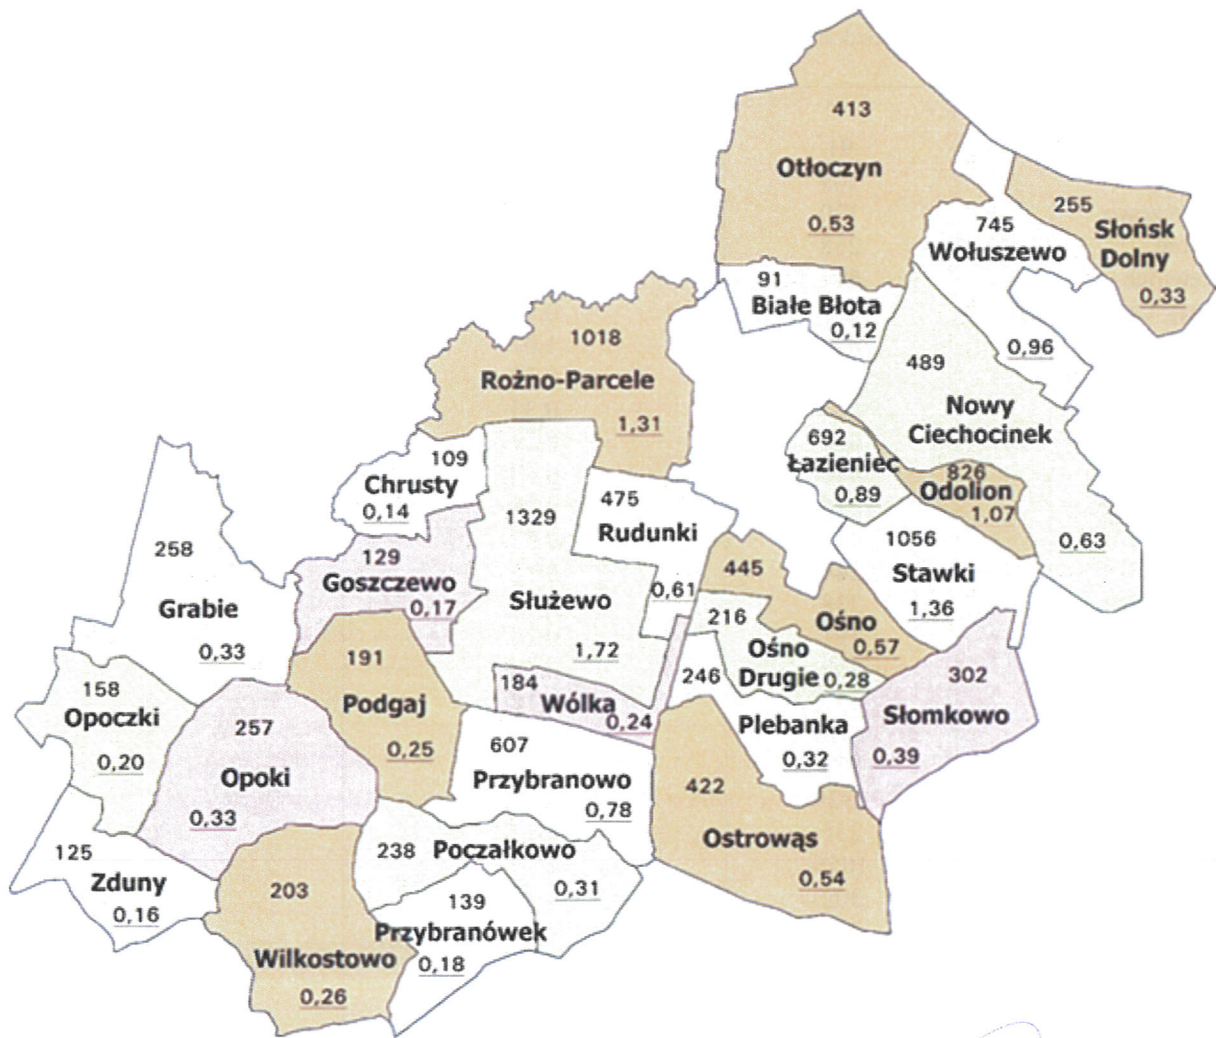 413
Otłoczyn
0,53
255
Słońsk
Dolny
0,33
745
Wołuszewo
0,96
91
Białe Błota
0,12
1018
Rożno-Parcele
1,31
489
Nowy
Ciechocinek
0,63
692
Łazieniec
0,89
826
Odolion
1,07
109
Chrusty
0,14
1329
Służewo
1,72
475
Rudunki
0,61
1056
Stawki
1,36
258
Grabie
0,33
129
Goszczewo
0,17
445
Ośno
0,57
216
Ośno
Drugie
0,28
191
Podgaj
0,25
184
Wólka
0,24
246
Plebanka
0,32
302
Słomkowo
0,39
158
Opoczki
0,20
257
Opoki
0,33
607
Przybranowo
0,78
422
Ostrowąs
0,54
125
Zduny
0,16
238
Poczałkowo
0,31
203
Wilkostowo
0,26
139
Przybranówek
0,18